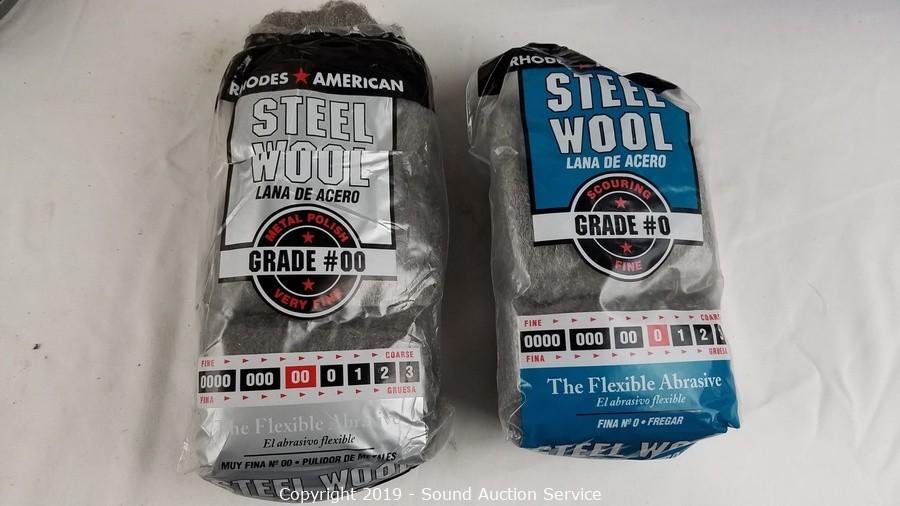 RHODES ★ AMERICAN
STEEL
WOOL
LANA DE ACERO
METAL POLISH
GRADE #00
VERY FINE
FINE COARSE
0000 000 00 0 1 2 3
FINA GRUESA
The Flexible Abrasive
El abrasivo flexible
MUY FINA Nº 00 • PULIDOR DE METALES
STEEL WOOL
RHODES
STEEL
WOOL
LANA DE ACERO
SCOURING
GRADE #0
FINE
FINE COARSE
0000 000 00 0 1 2 3
FINA GRUESA
The Flexible Abrasive
El abrasivo flexible
FINA Nº 0 • FREGAR
STEEL WOOL
Copyright 2019 - Sound Auction Service